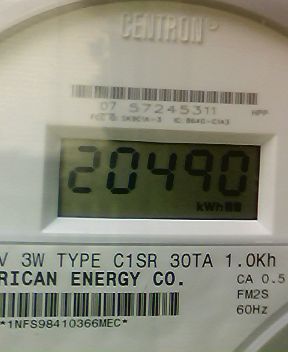 CENTRON®
07 57245311 HPP
20490
kWh
V 3W TYPE C1SR 30TA 1.0Kh
RICAN ENERGY CO. CA 0.5
FM2S
60Hz
*1NFS98410366MEC*